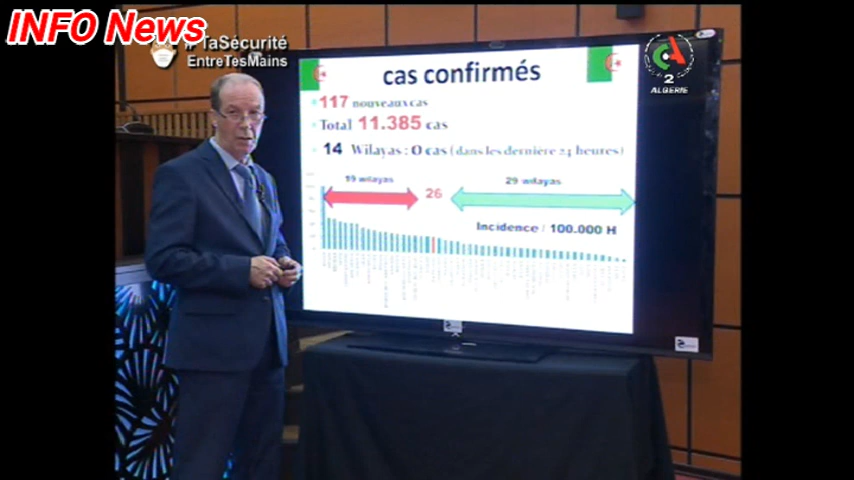 INFO News
#TaSécurité
EntreTesMains
2
ALGERIE
cas confirmés
117 nouveaux cas
Total 11.385 cas
14 Wilayas : 0 cas ( dans les dernière 24 heures)
19 wilayas
26
29 wilayas
Incidence / 100.000 H